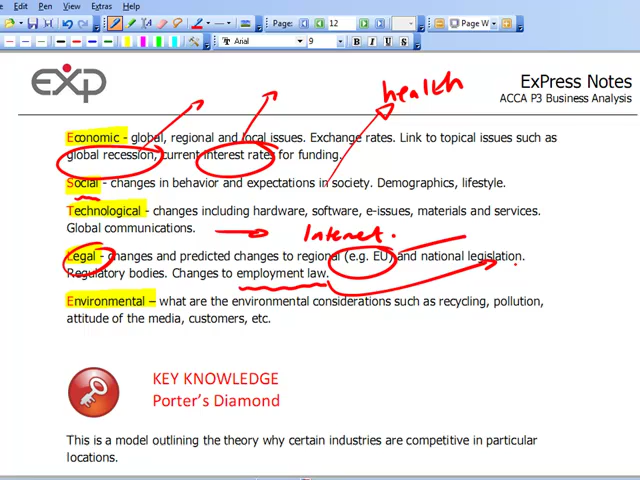 se Pen View Extras Help
Page: 12 Page W
Arial 9 B I U
exp
health
ExPress Notes
ACCA P3 Business Analysis
Economic - global, regional and local issues. Exchange rates. Link to topical issues such as
global recession, current interest rates for funding.
Social - changes in behavior and expectations in society. Demographics, lifestyle.
Technological - changes including hardware, software, e-issues, materials and services.
Global communications.
Internet.
Legal - changes and predicted changes to regional (e.g. EU) and national legislation.
Regulatory bodies. Changes to employment law.
Environmental – what are the environmental considerations such as recycling, pollution,
attitude of the media, customers, etc.
KEY KNOWLEDGE
Porter's Diamond
This is a model outlining the theory why certain industries are competitive in particular
locations.